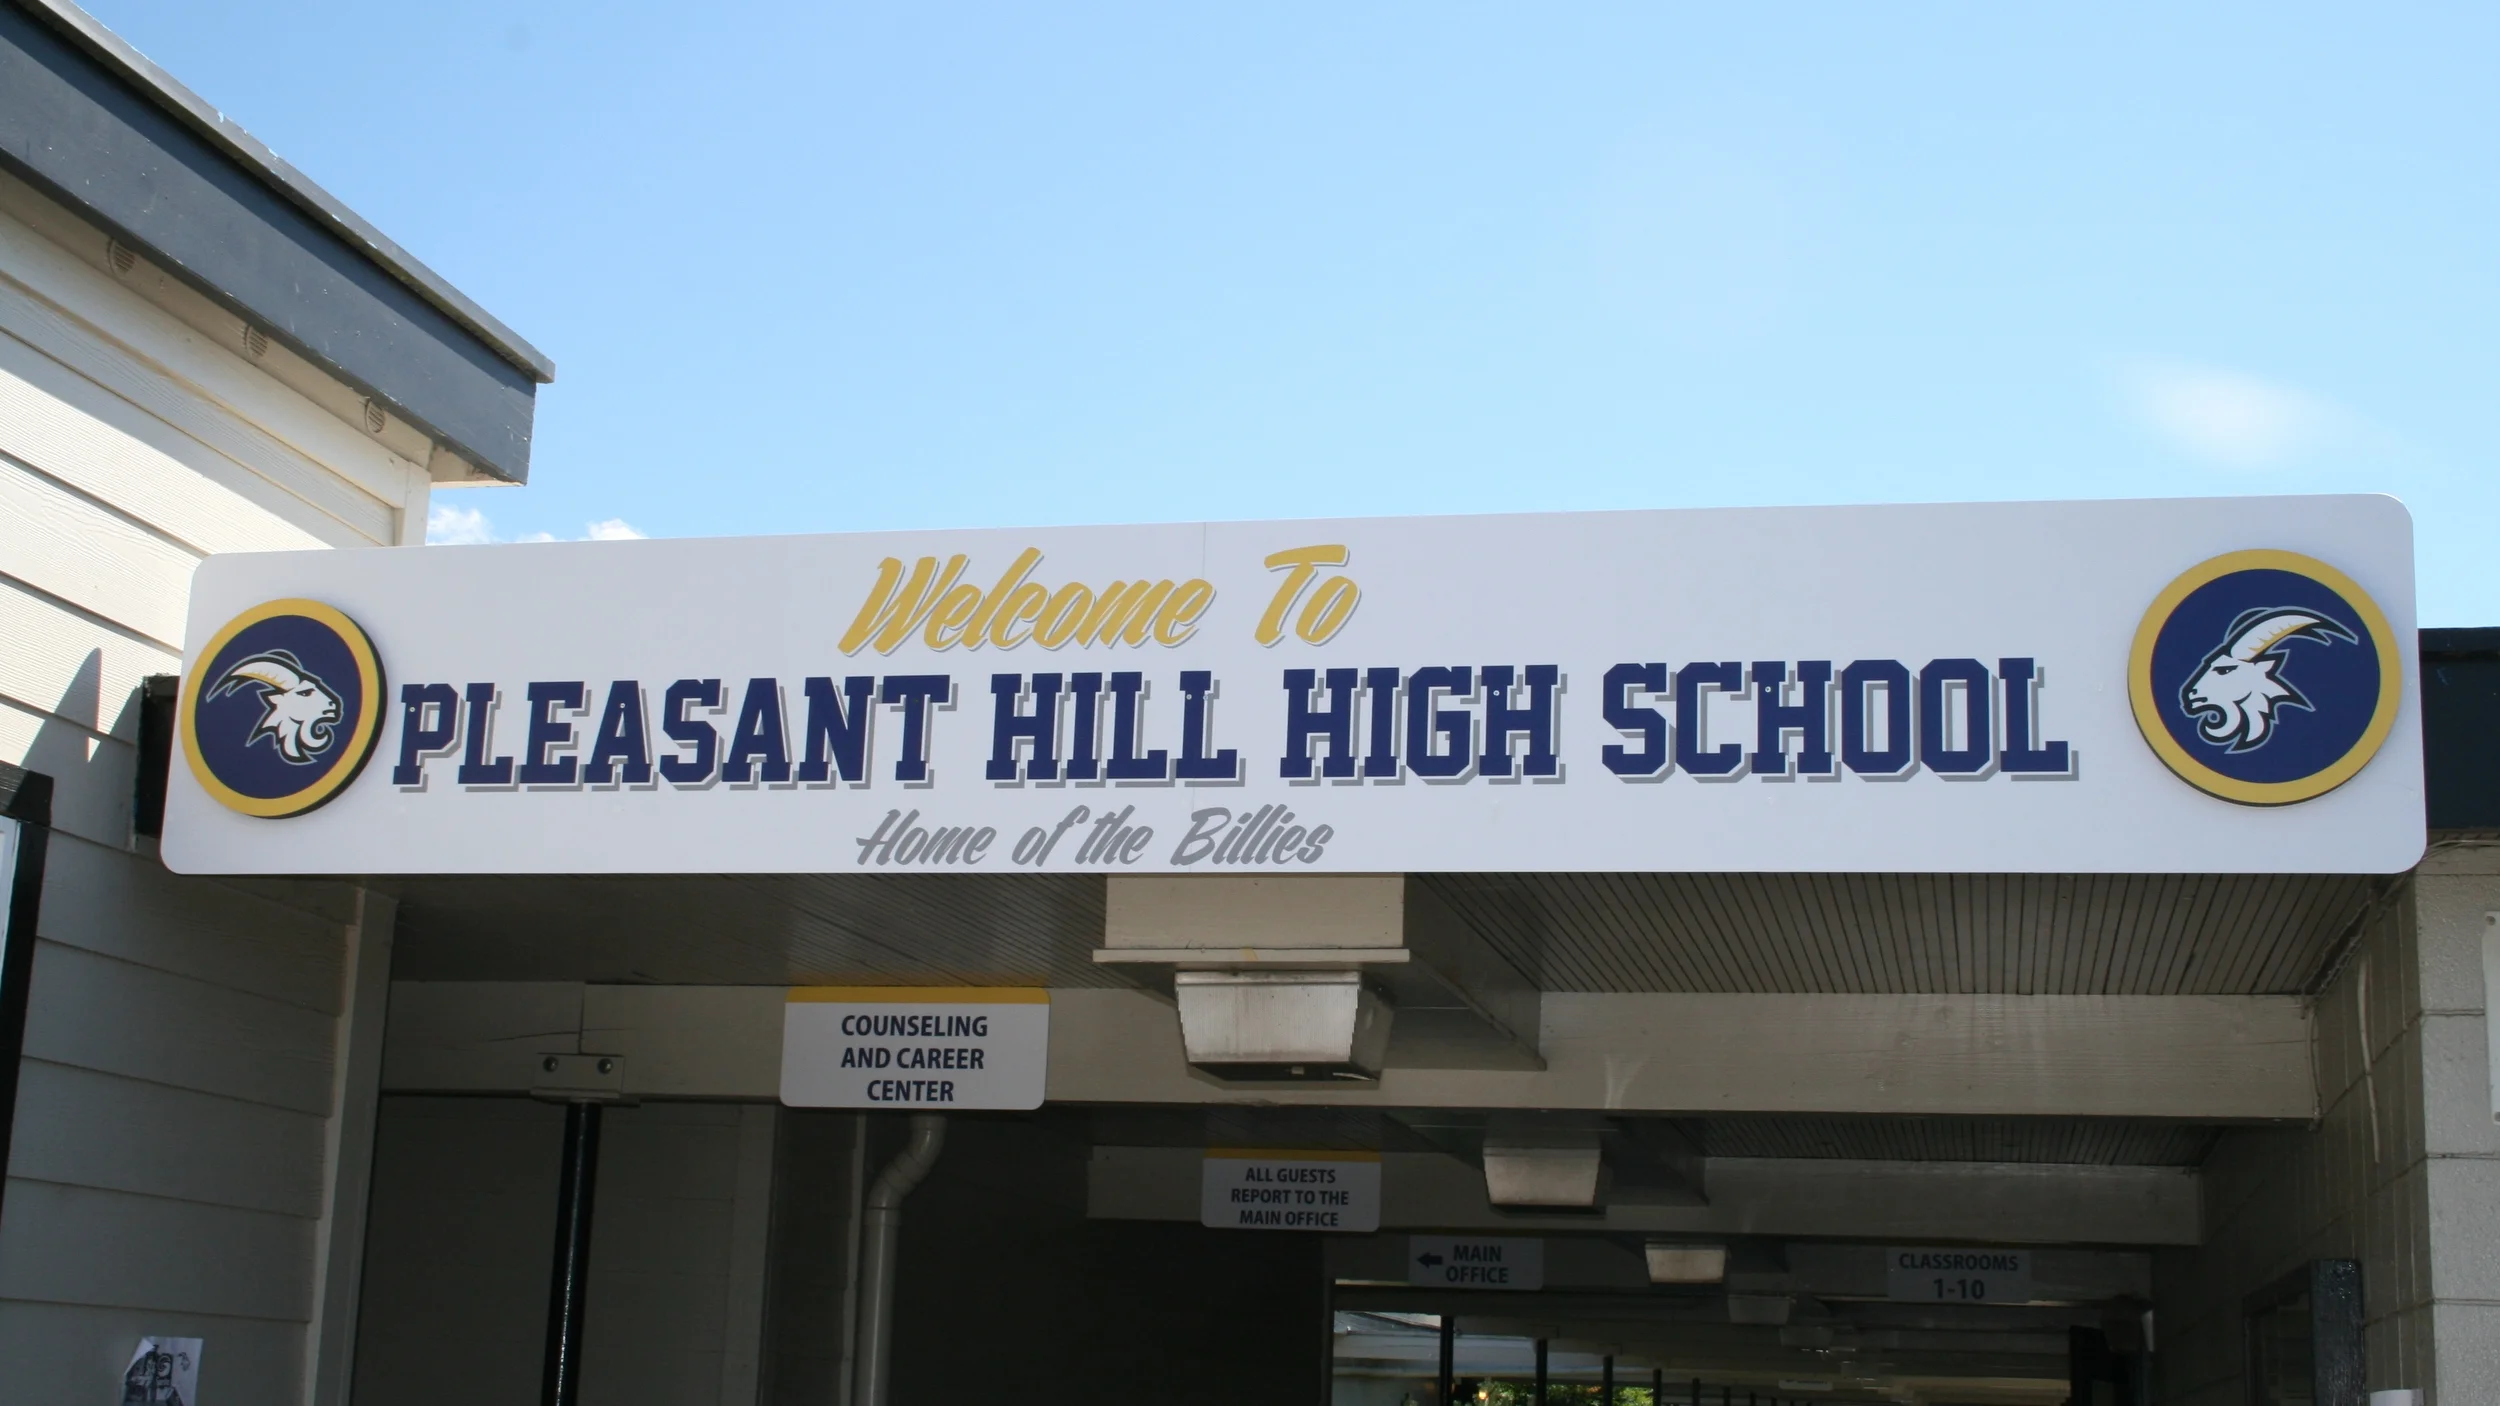 Welcome To
PLEASANT HILL HIGH SCHOOL
Home of the Billies
COUNSELING
AND CAREER
CENTER
ALL GUESTS
REPORT TO THE
MAIN OFFICE
MAIN
OFFICE
CLASSROOMS
1-10